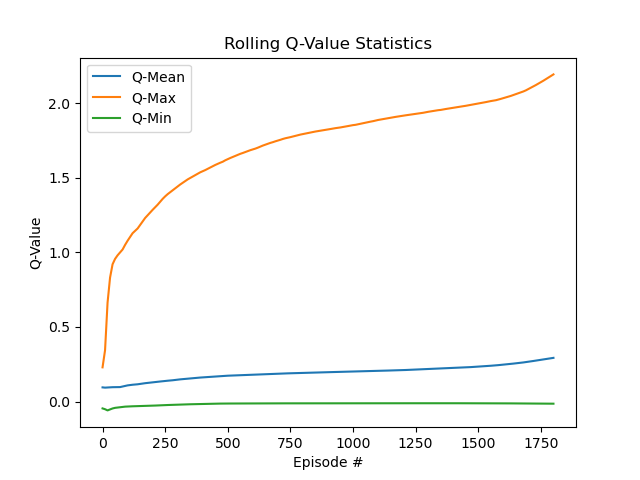 Rolling Q-Value Statistics
Q-Mean
Q-Max
Q-Min
Q-Value
2.0
1.5
1.0
0.5
0.0
0 250 500 750 1000 1250 1500 1750
Episode #